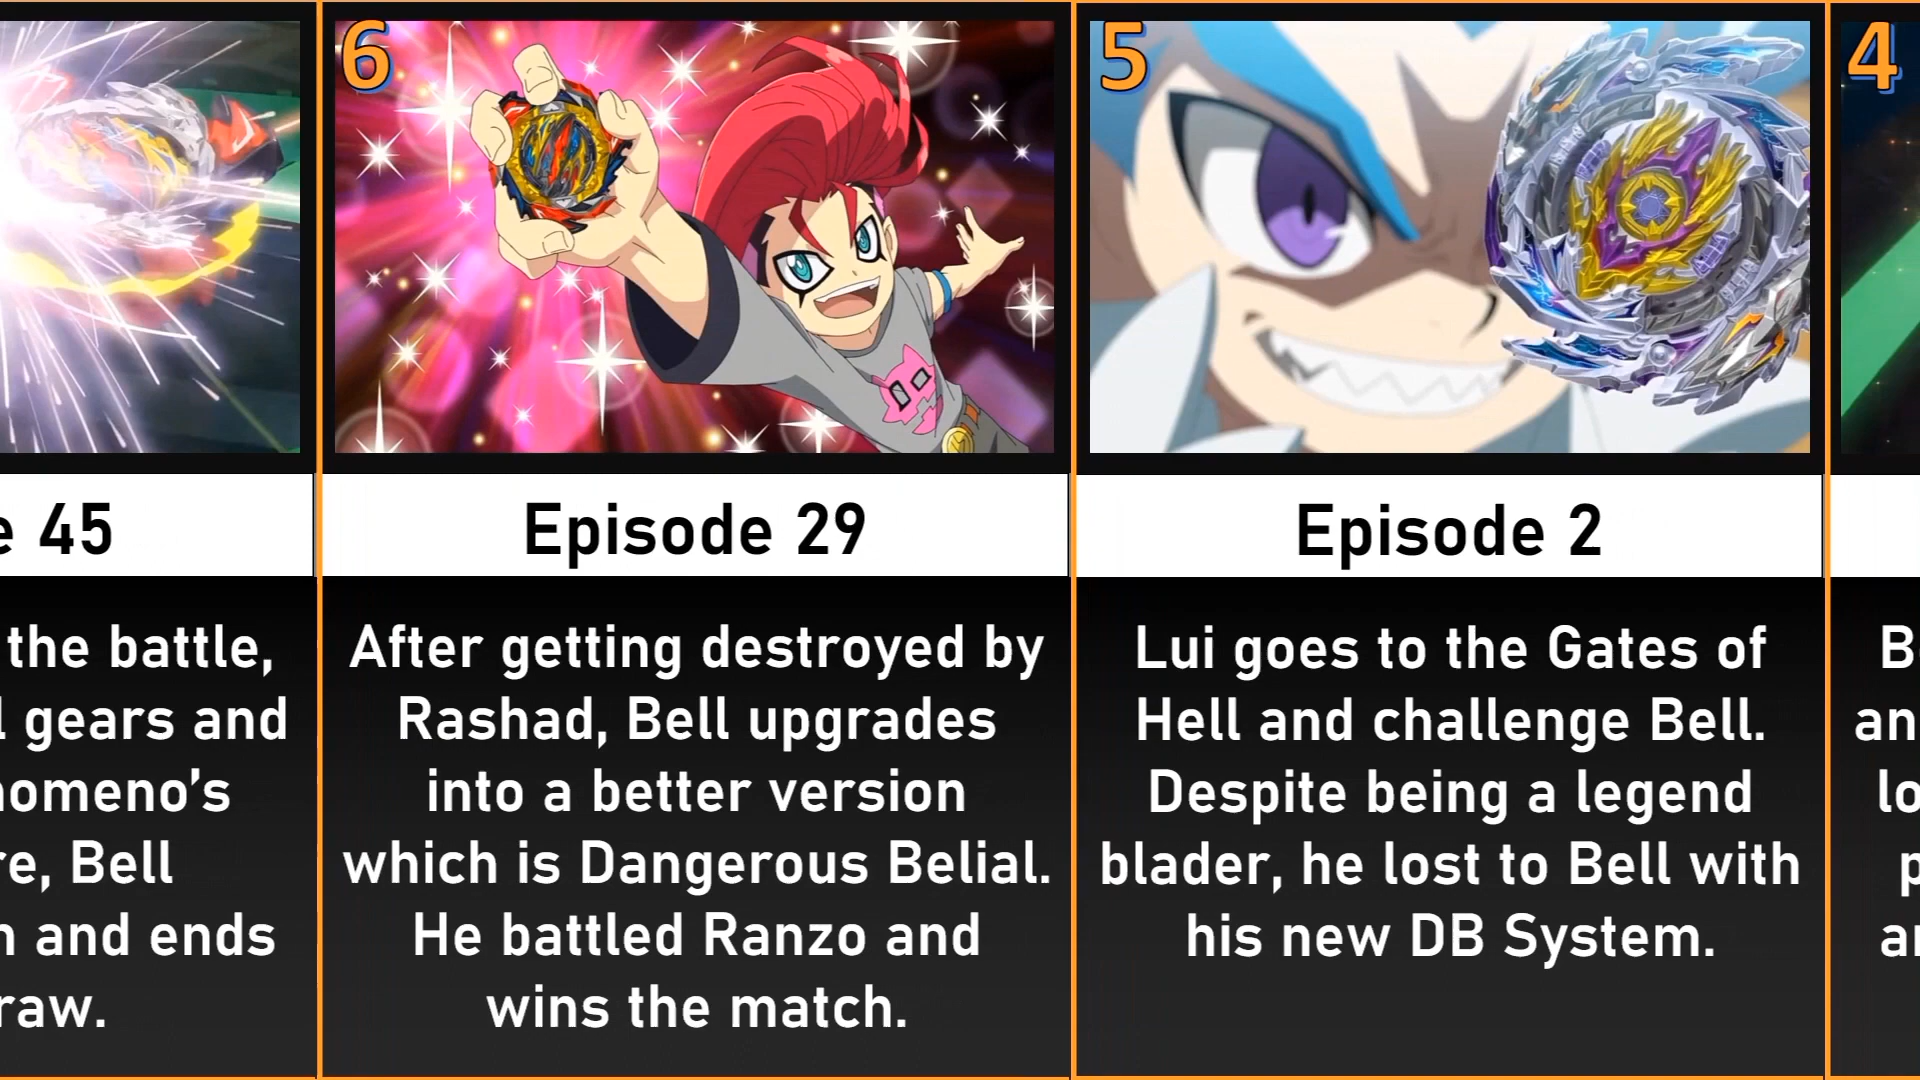 6
5
4
45
Episode 29
Episode 2
the battle,
gears and
re, Bell
and ends
After getting destroyed by
Rashad, Bell upgrades
into a better version
which is Dangerous Belial.
He battled Ranzo and
wins the match.
Lui goes to the Gates of
Hell and challenge Bell.
Despite being a legend
blader, he lost to Bell with
his new DB System.